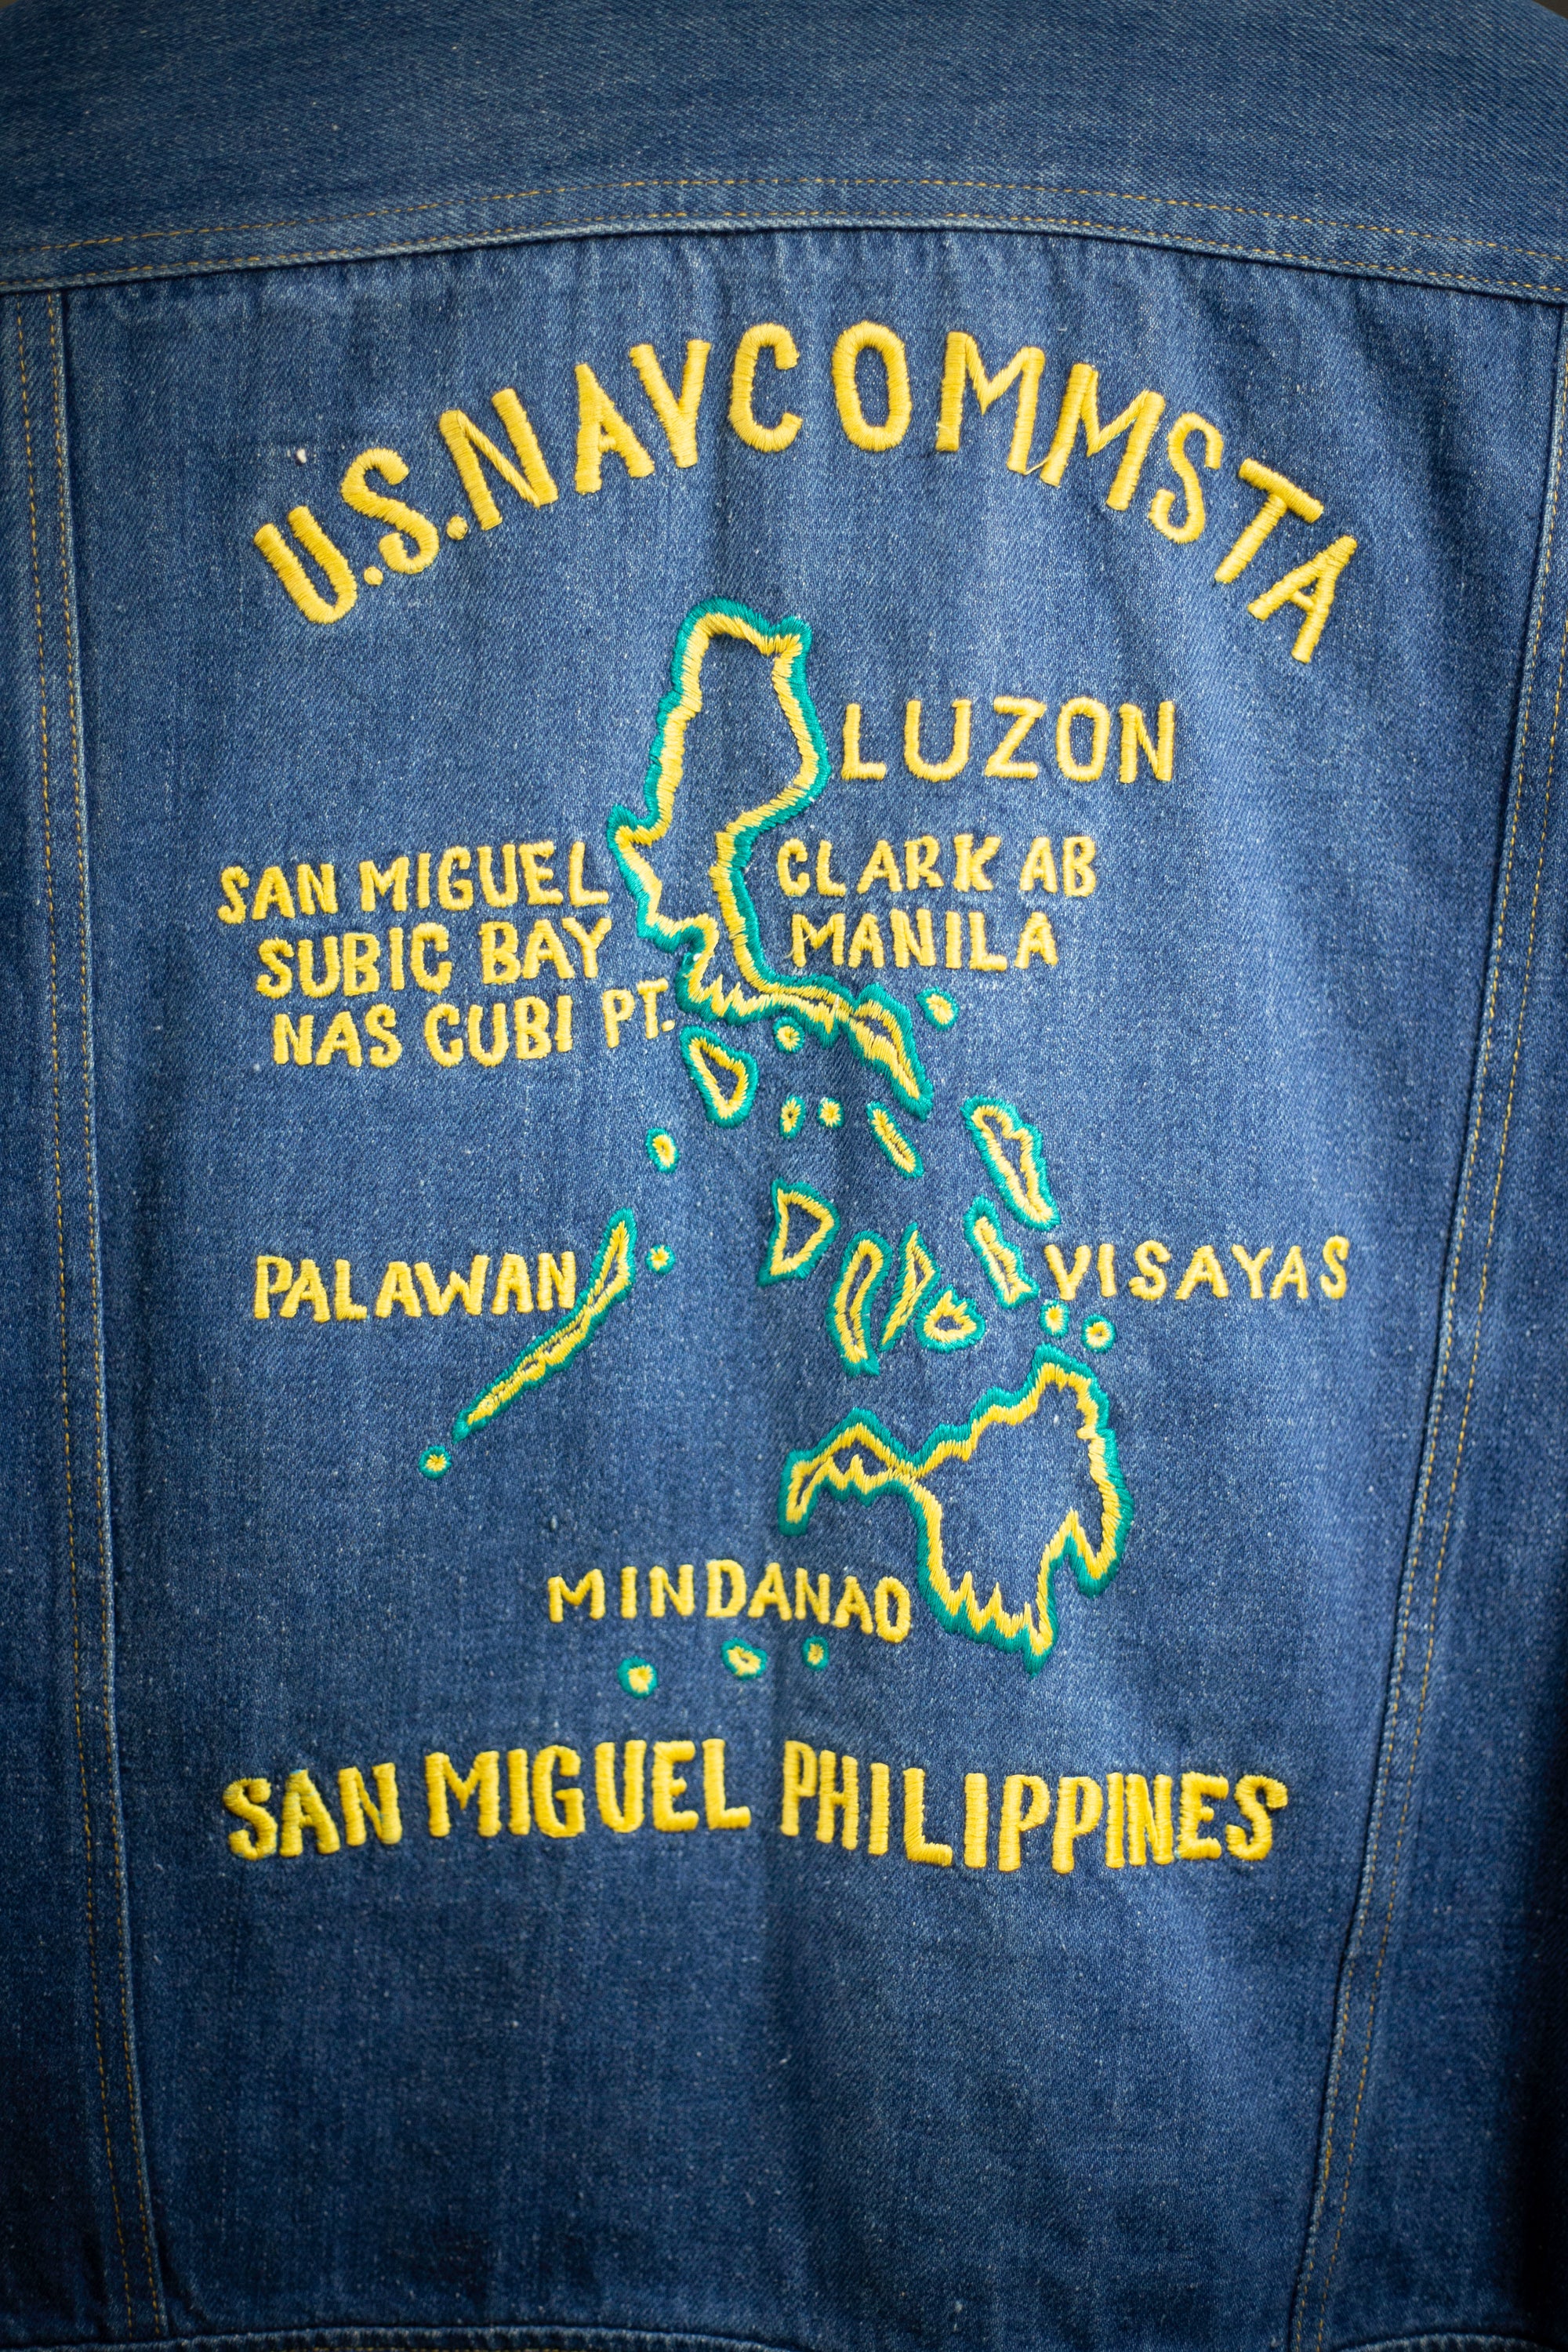 U.S.NAVCOMMSTA
LUZON
SAN MIGUEL
SUBIC BAY
NAS CUBI PT.
CLARK AB
MANILA
PALAWAN
VISAYAS
MINDANAO
SAN MIGUEL PHILIPPINES